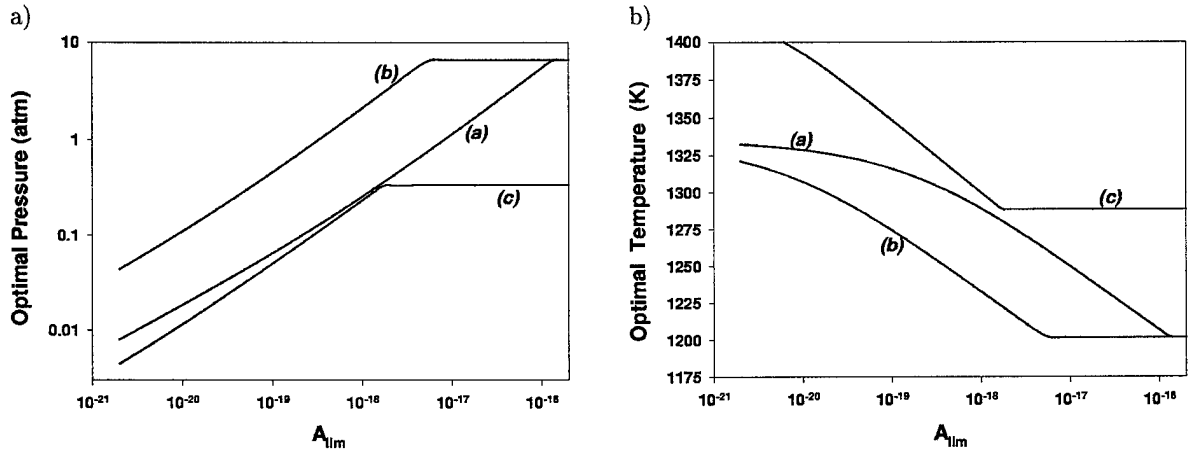 a)
10
1
0.1
0.01
Optimal Pressure (atm)
(b)
(a)
(c)
10-21
10-20
10-19
10-18
10-17
10-16
Alim
b)
1400
1375
1350
1325
1300
1275
1250
1225
1200
1175
Optimal Temperature (K)
(a)
(b)
(c)
10-21
10-20
10-19
10-18
10-17
10-16
Alim